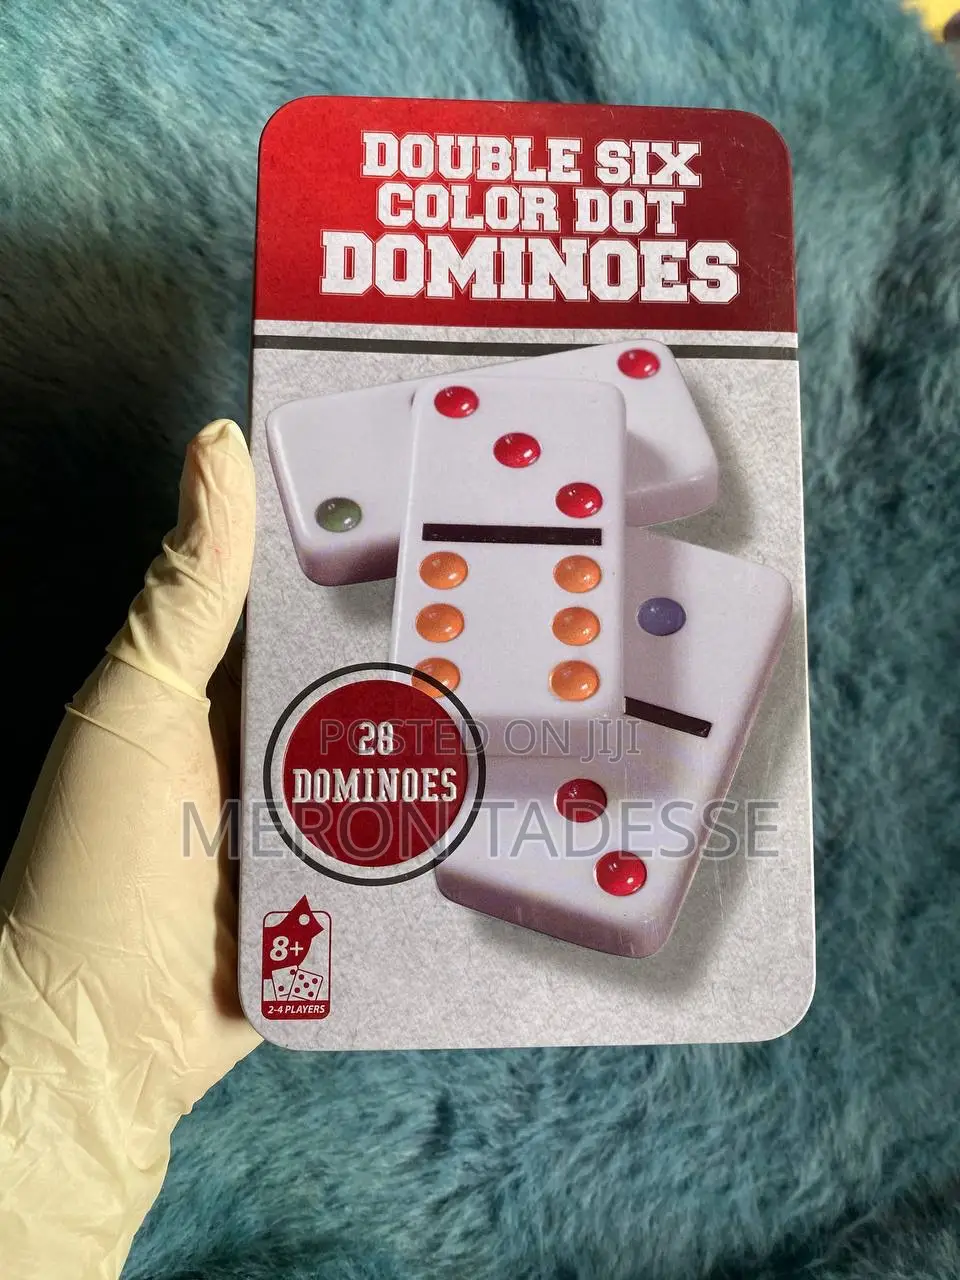 DOUBLE SIX
COLOR DOT
DOMINOES
28
DOMINOES
POSTED ON JIJI
MERON TADESSE
8+
2-4 PLAYERS